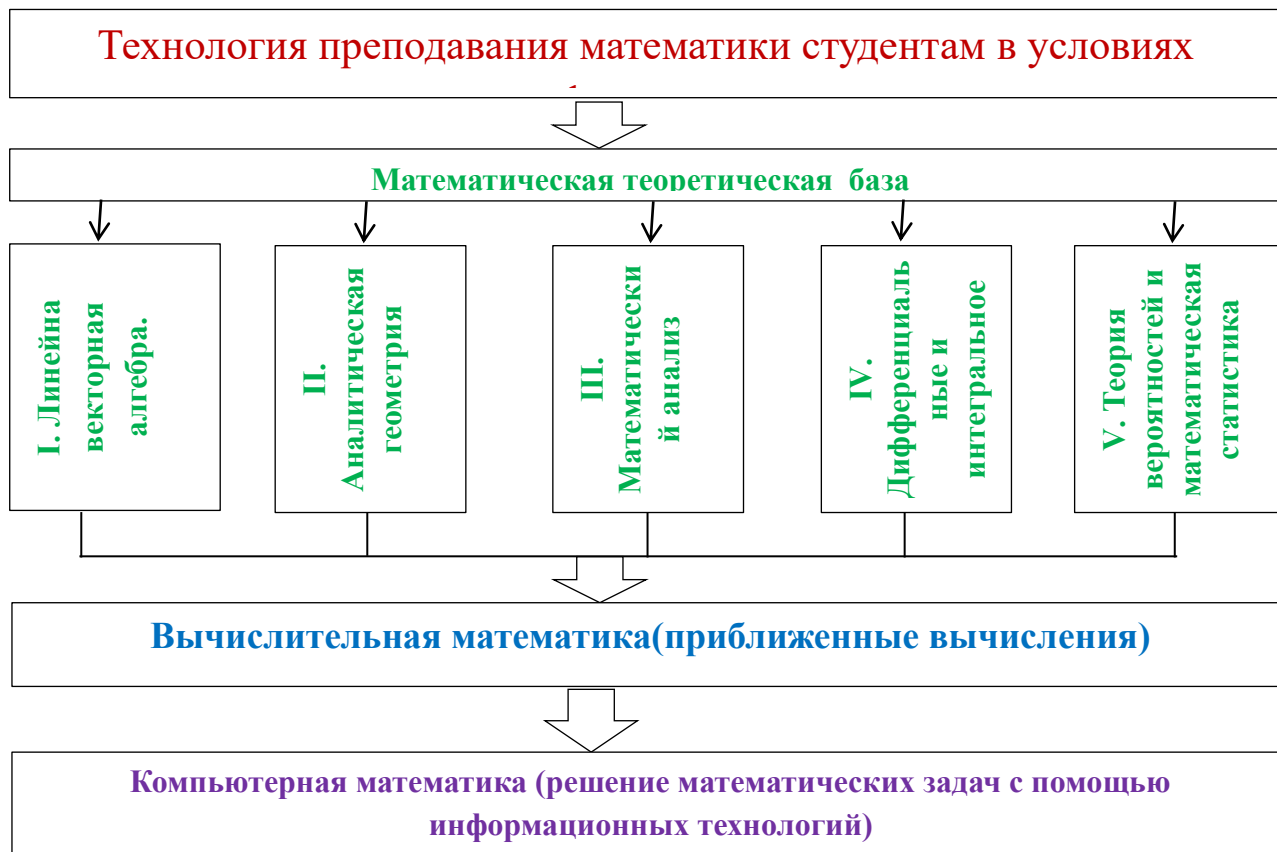 Технология преподавания математики студентам в условиях
Математическая теоретическая база
I. Линейна
векторная
алгебра.
II.
Аналитическая
геометрия
III.
Математически
й анализ
IV.
Дифференциаль
ные и
интегральное
V. Теория
вероятностей и
математическая
статистика
Вычислительная математика(приближенные вычисления)
Компьютерная математика (решение математических задач с помощью
информационных технологий)